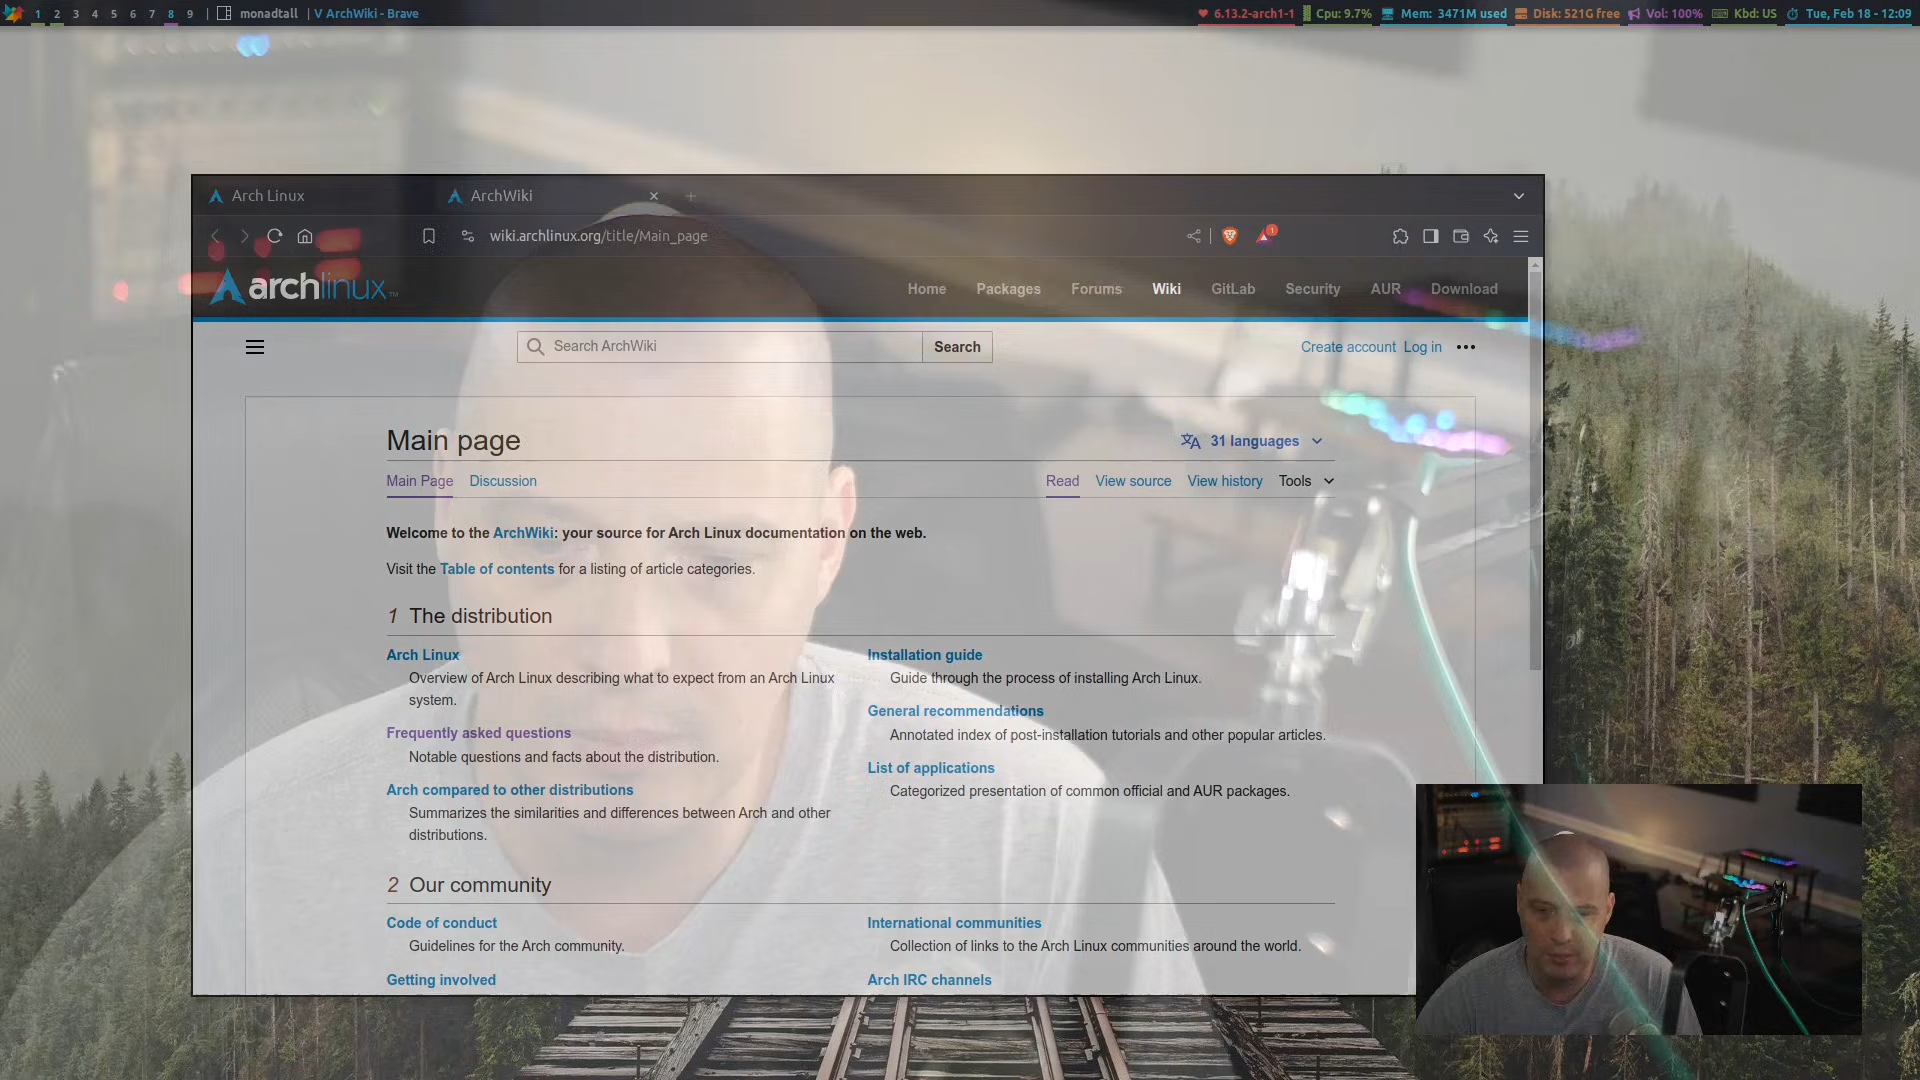 1 2 3 4 5 6 7 8 9 | monadtall | V ArchWiki - Brave
6.13.2-arch1-1 Cpu: 9.7% Mem: 3471M used Disk: 521G free Vol: 100% Kbd: US Tue, Feb 18 - 12:09
Arch Linux
ArchWiki
wiki.archlinux.org/title/Main_page
1
archlinux™
Home Packages Forums Wiki GitLab Security AUR Download
Search ArchWiki
Search
Create account Log in
Main page
31 languages
Main Page Discussion
Read View source View history Tools
Welcome to the ArchWiki: your source for Arch Linux documentation on the web.
Visit the Table of contents for a listing of article categories.
1 The distribution
Arch Linux
Overview of Arch Linux describing what to expect from an Arch Linux
system.
Frequently asked questions
Notable questions and facts about the distribution.
Arch compared to other distributions
Summarizes the similarities and differences between Arch and other
distributions.
Installation guide
Guide through the process of installing Arch Linux.
General recommendations
Annotated index of post-installation tutorials and other popular articles.
List of applications
Categorized presentation of common official and AUR packages.
2 Our community
Code of conduct
Guidelines for the Arch community.
Getting involved
International communities
Collection of links to the Arch Linux communities around the world.
Arch IRC channels